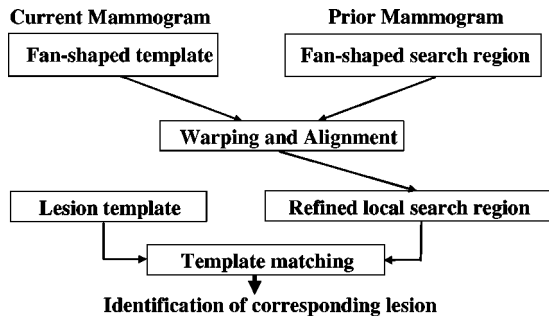 Current Mammogram
Prior Mammogram
Fan-shaped template
Fan-shaped search region
Warping and Alignment
Lesion template
Refined local search region
Template matching
Identification of corresponding lesion